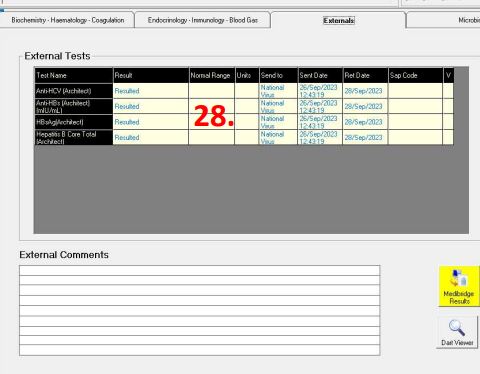 Biochemistry - Haematology - Coagulation Endocrinology - Immunology - Blood Gas Externals
External Tests
Test Name Result Normal Range Units Send to Sent Date Ret Date Sap Code V
Anti-HCV (Architect) Resulted National Virus 26/Sep/2023 12:43:19 28/Sep/2023
Anti-HBs (Architect) (mIU/mL) Resulted National Virus 26/Sep/2023 12:43:19 28/Sep/2023
HBsAg(Architect) Resulted National Virus 26/Sep/2023 12:43:19 28/Sep/2023
Hepatitis B Core Total (Architect) Resulted National Virus 26/Sep/2023 12:43:19 28/Sep/2023
28.
External Comments
Medibridge
Results
Dart Viewer